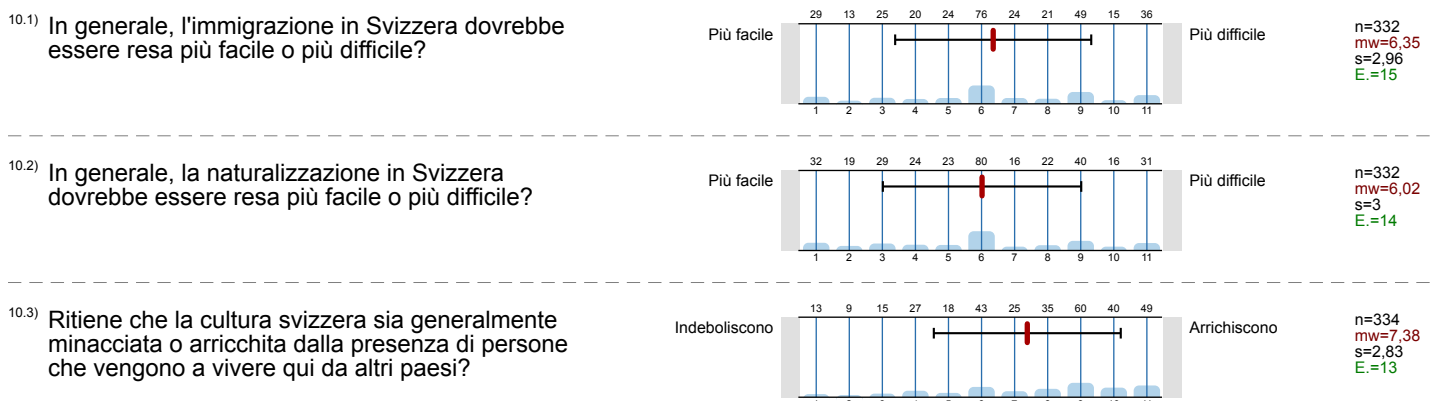 10.1) In generale, l'immigrazione in Svizzera dovrebbe
essere resa più facile o più difficile?
29 13 25 20 24 76 24 21 49 15 36
Più facile
Più difficile
1 2 3 4 5 6 7 8 9 10 11
n=332
mw=6,35
s=2,96
E.=15
10.2) In generale, la naturalizzazione in Svizzera
dovrebbe essere resa più facile o più difficile?
32 19 29 24 23 80 16 22 40 16 31
Più facile
Più difficile
1 2 3 4 5 6 7 8 9 10 11
n=332
mw=6,02
s=3
E.=14
10.3) Ritiene che la cultura svizzera sia generalmente
minacciata o arricchita dalla presenza di persone
che vengono a vivere qui da altri paesi?
13 9 15 27 18 43 25 35 60 40 49
Indeboliscono
Arrichiscono
n=334
mw=7,38
s=2,83
E.=13